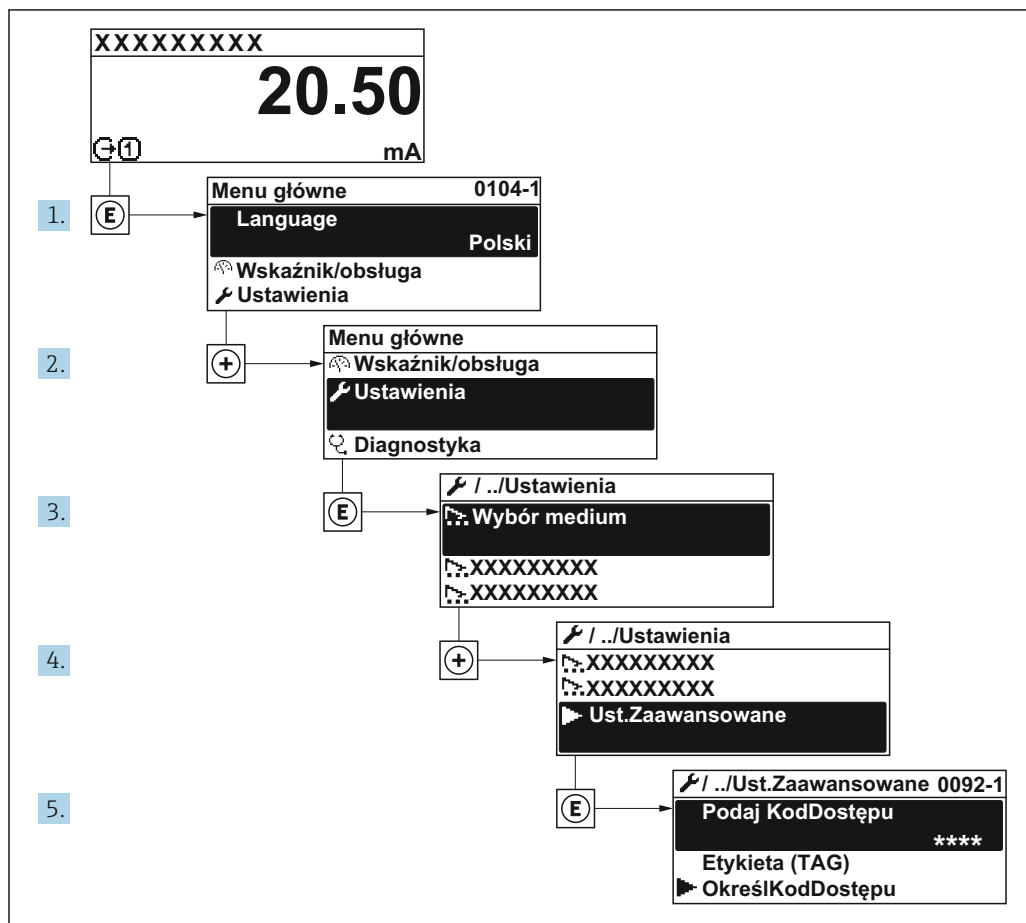 XXXXXXXXX
20.50
1
mA
1.
E
Menu główne 0104-1
Language
Polski
Wskaźnik/obsługa
Ustawienia
2.
+
Menu główne
Wskaźnik/obsługa
Ustawienia
Diagnostyka
3.
E
/ ../Ustawienia
Wybór medium
XXXXXXXXX
XXXXXXXXX
4.
+
/ ../Ustawienia
XXXXXXXXX
XXXXXXXXX
Ust.Zaawansowane
5.
E
/ ../Ust.Zaawansowane 0092-1
Podaj KodDostępu
****
Etykieta (TAG)
OkreślKodDostępu